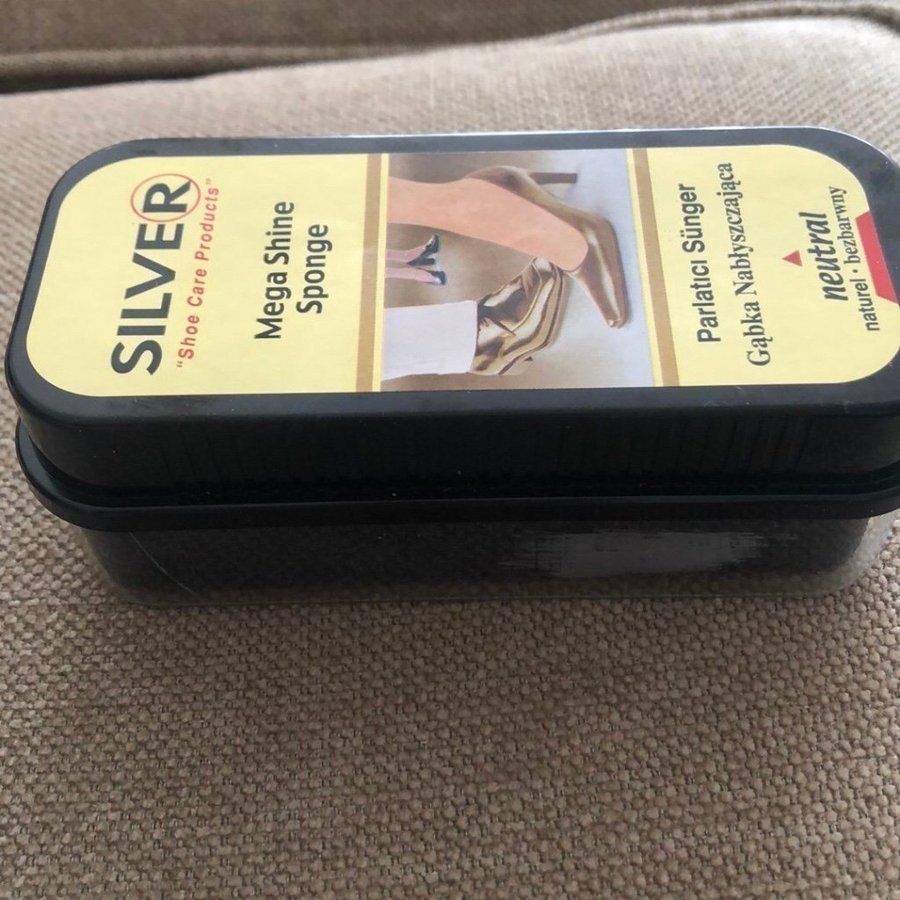 SILVER
"Shoe Care Products"
Mega Shine
Sponge
Parlatıcı Sünger
Gąbka Nabłyszczająca
neutral
naturel · bezbarwny